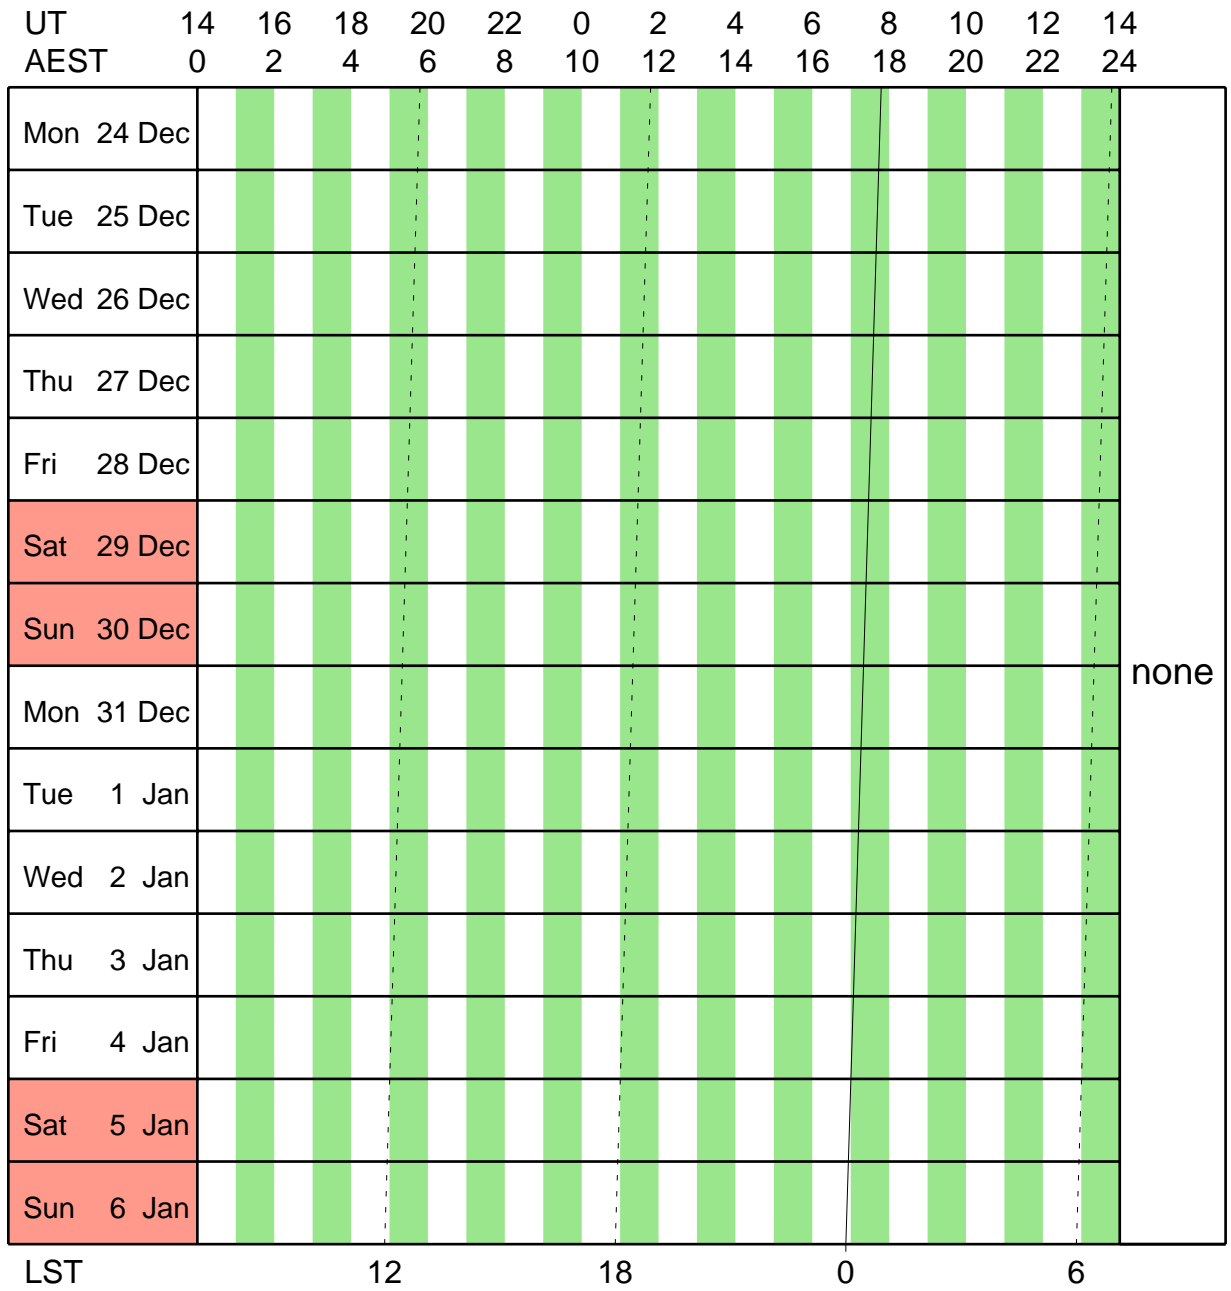 UT 14 16 18 20 22 0 2 4 6 8 10 12 14
AEST 0 2 4 6 8 10 12 14 16 18 20 22 24
Mon 24 Dec
Tue 25 Dec
Wed 26 Dec
Thu 27 Dec
Fri 28 Dec
Sat 29 Dec
Sun 30 Dec
none
Mon 31 Dec
Tue 1 Jan
Wed 2 Jan
Thu 3 Jan
Fri 4 Jan
Sat 5 Jan
Sun 6 Jan
LST 12 18 0 6